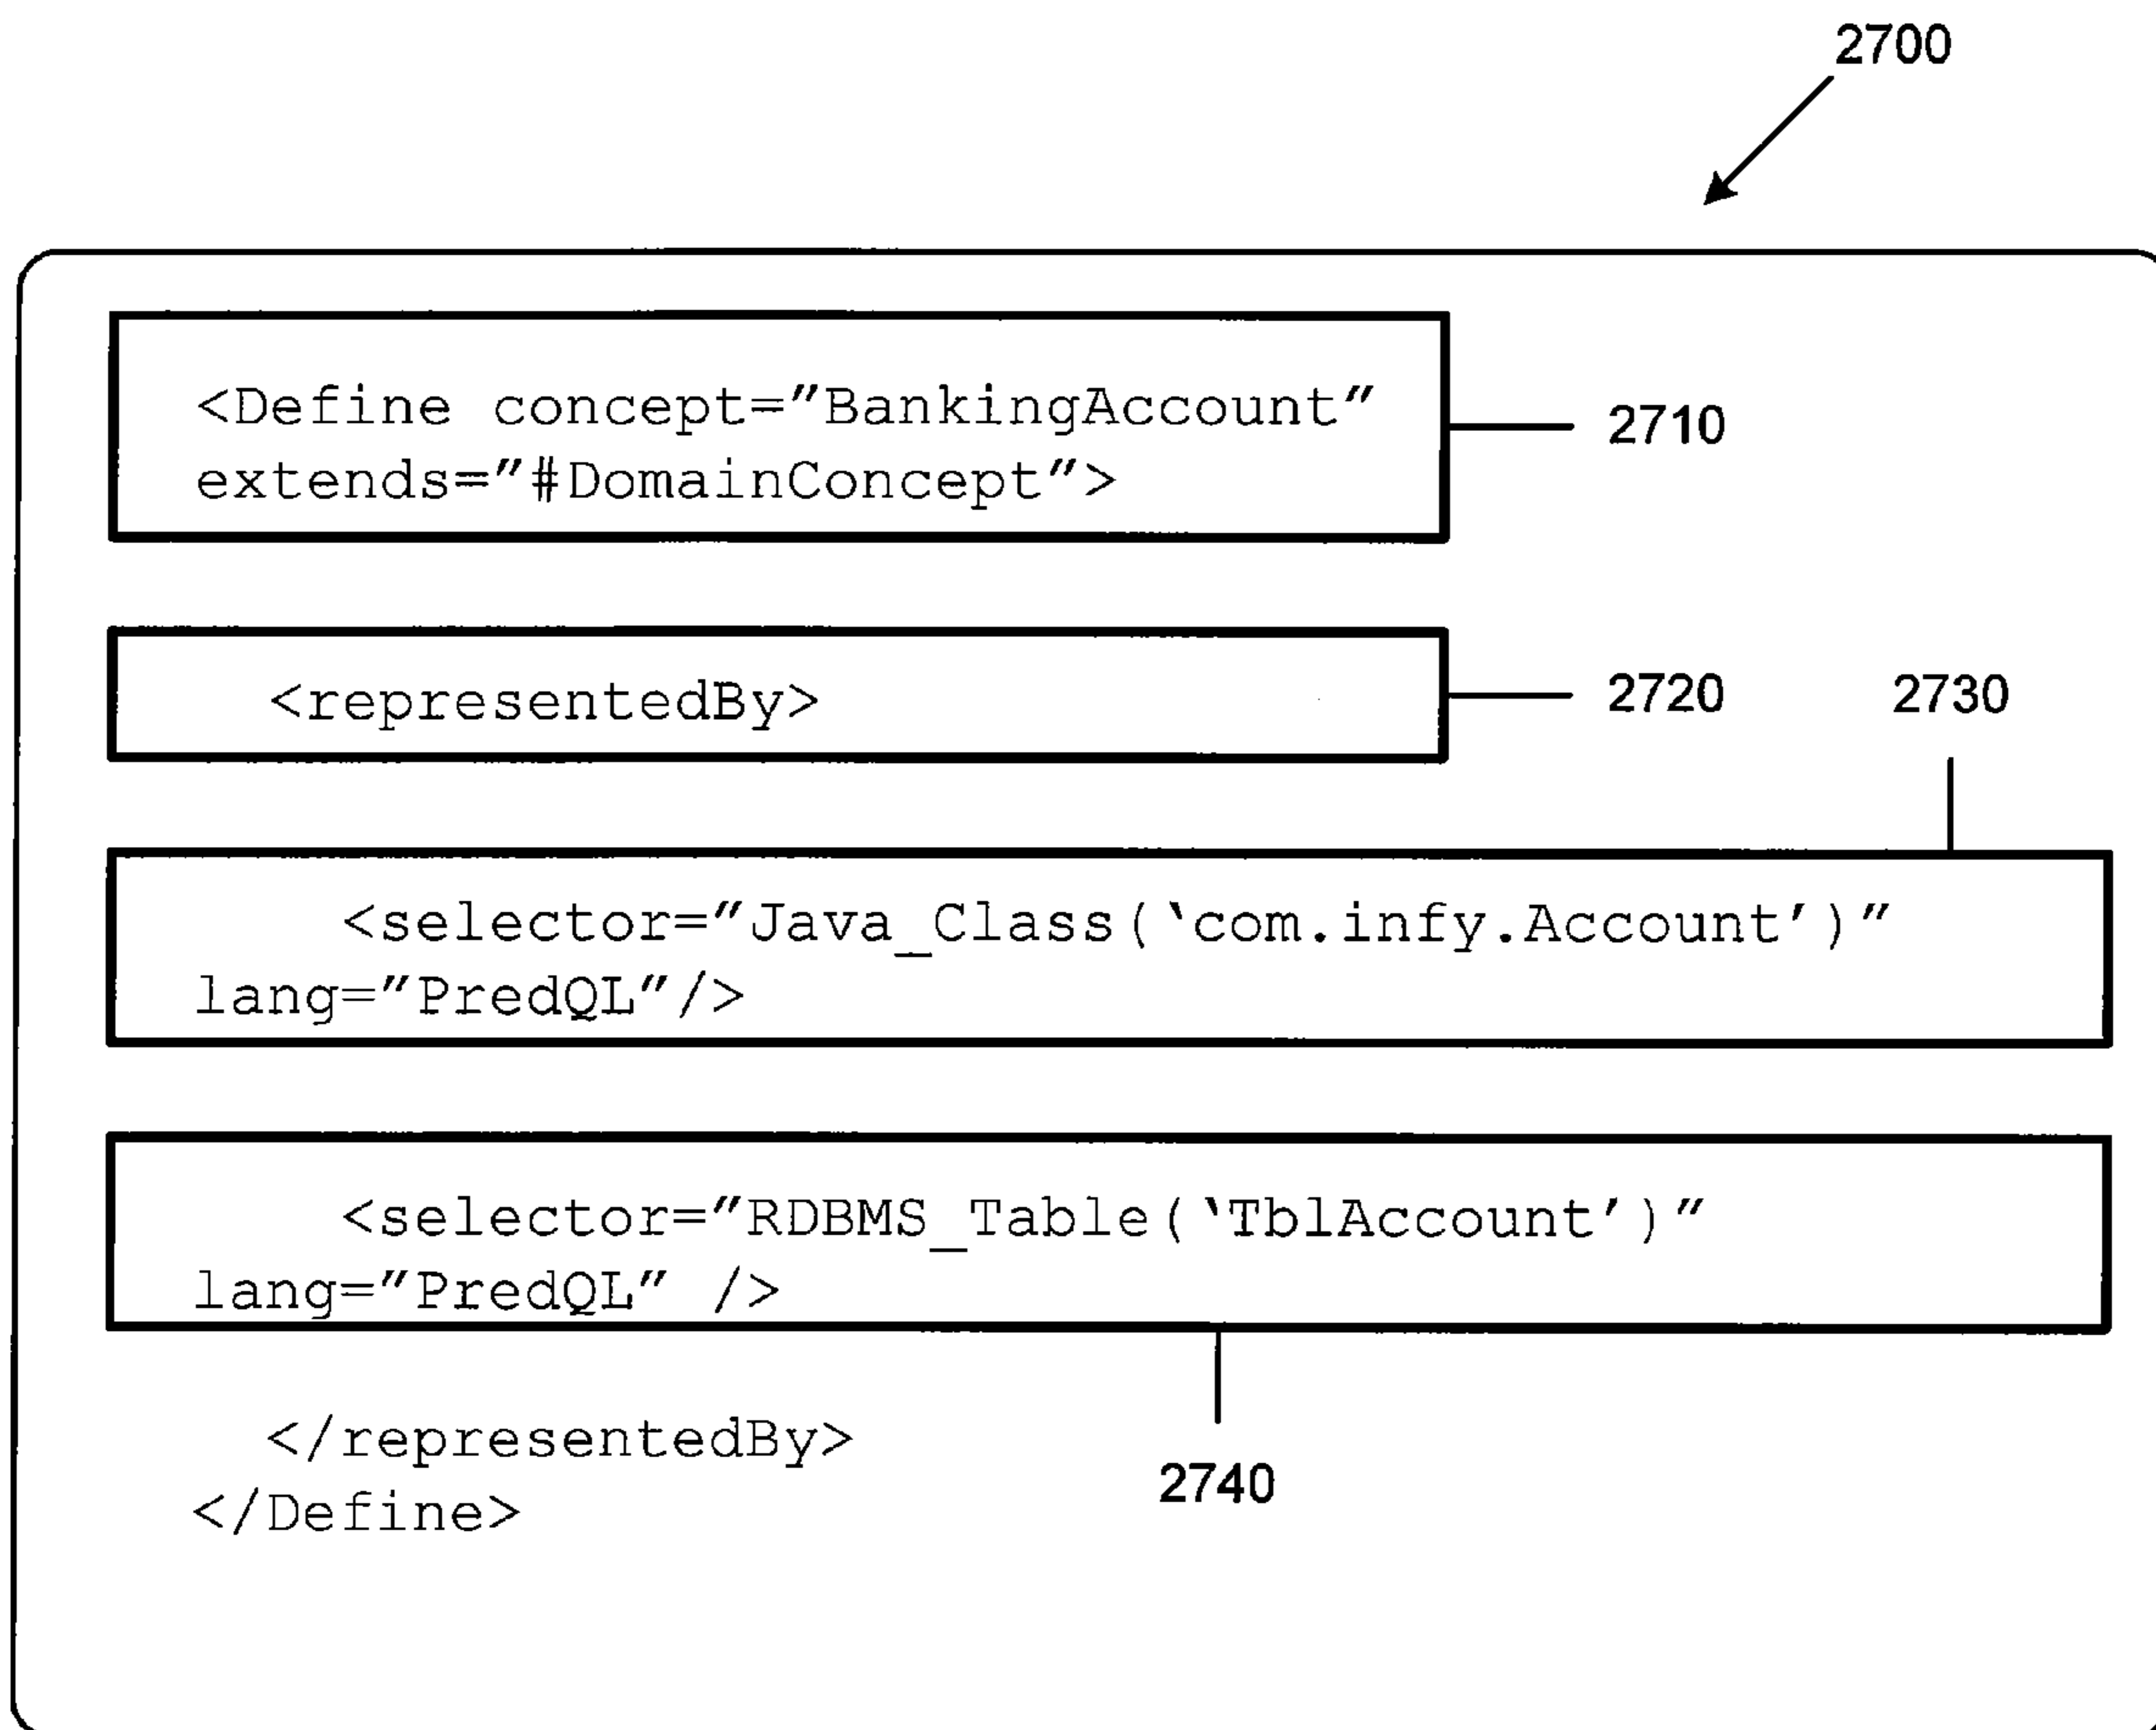 2700
<Define concept="BankingAccount"
extends="#DomainConcept">
2710
<representedBy>
2720
2730
<selector="Java_Class(‘com.infy.Account’)"
lang="PredQL"/>
<selector="RDBMS_Table(‘TblAccount’)"
lang="PredQL" />
</representedBy>
2740
</Define>